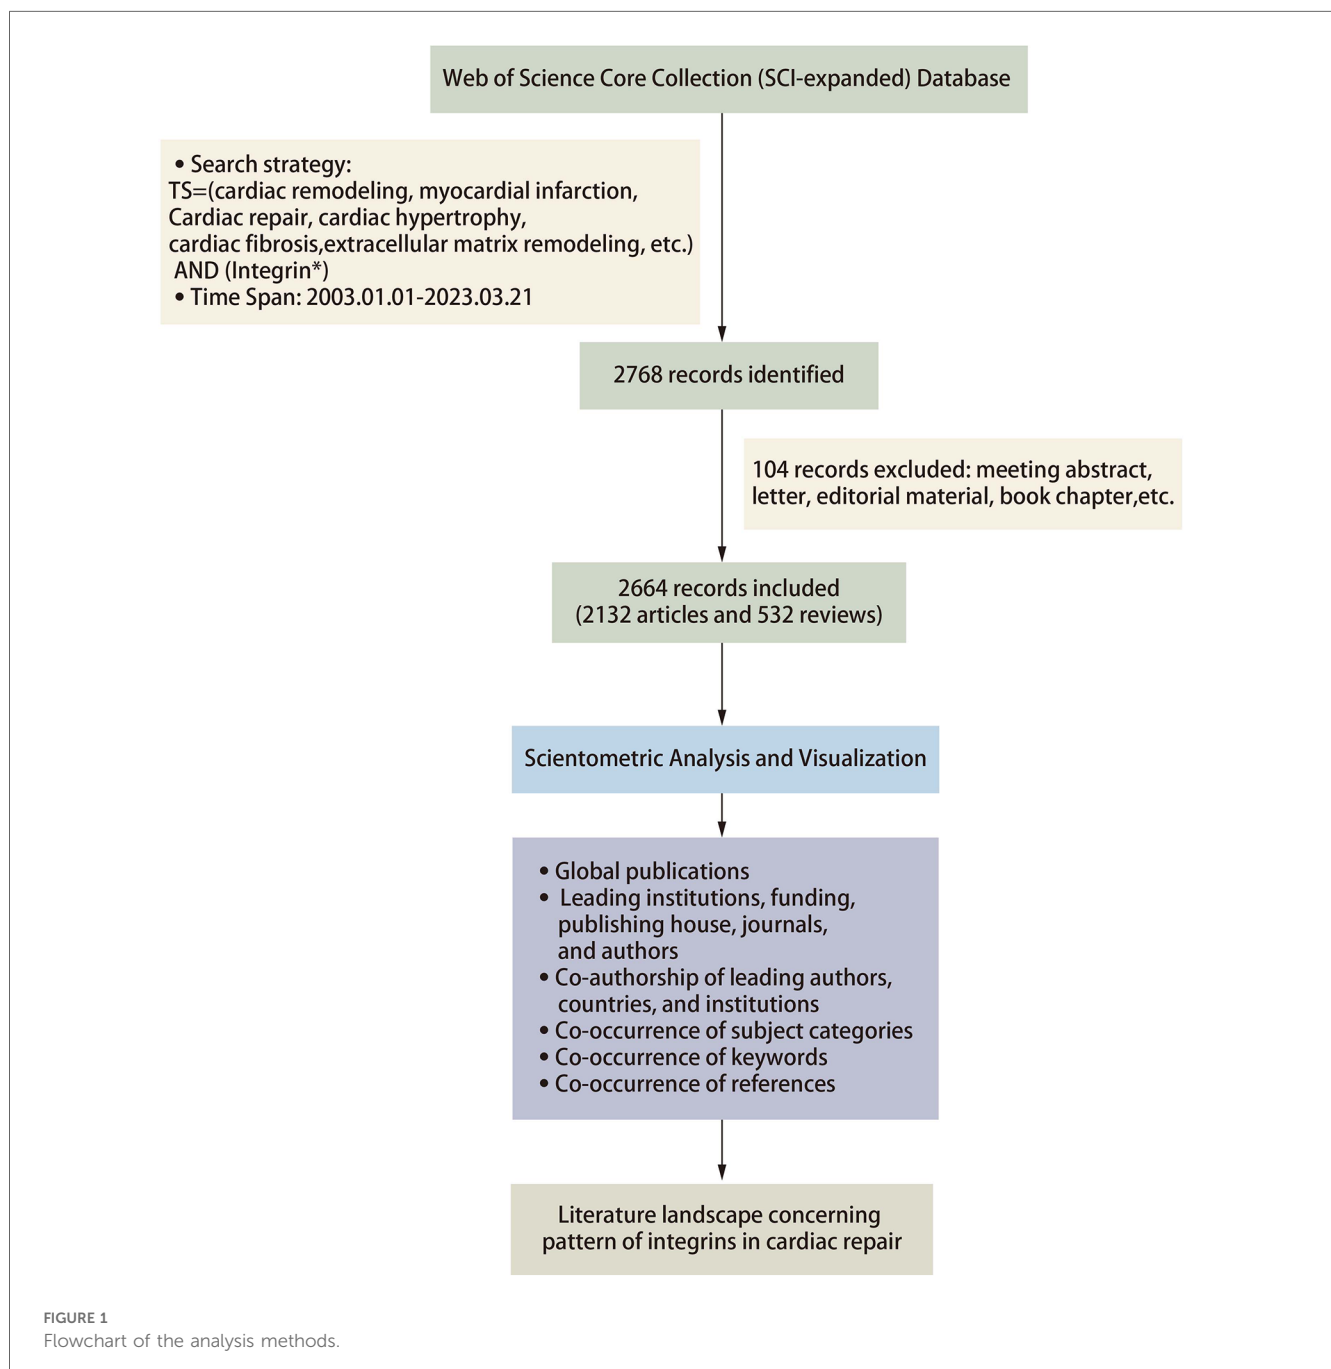 Web of Science Core Collection (SCI-expanded) Database
• Search strategy:
TS=(cardiac remodeling, myocardial infarction,
Cardiac repair, cardiac hypertrophy,
cardiac fibrosis,extracellular matrix remodeling, etc.)
AND (Integrin*)
• Time Span: 2003.01.01-2023.03.21
2768 records identified
104 records excluded: meeting abstract,
letter, editorial material, book chapter,etc.
2664 records included
(2132 articles and 532 reviews)
Scientometric Analysis and Visualization
• Global publications
• Leading institutions, funding,
publishing house, journals,
and authors
• Co-authorship of leading authors,
countries, and institutions
• Co-occurrence of subject categories
• Co-occurrence of keywords
• Co-occurrence of references
Literature landscape concerning
pattern of integrins in cardiac repair
FIGURE 1
Flowchart of the analysis methods.